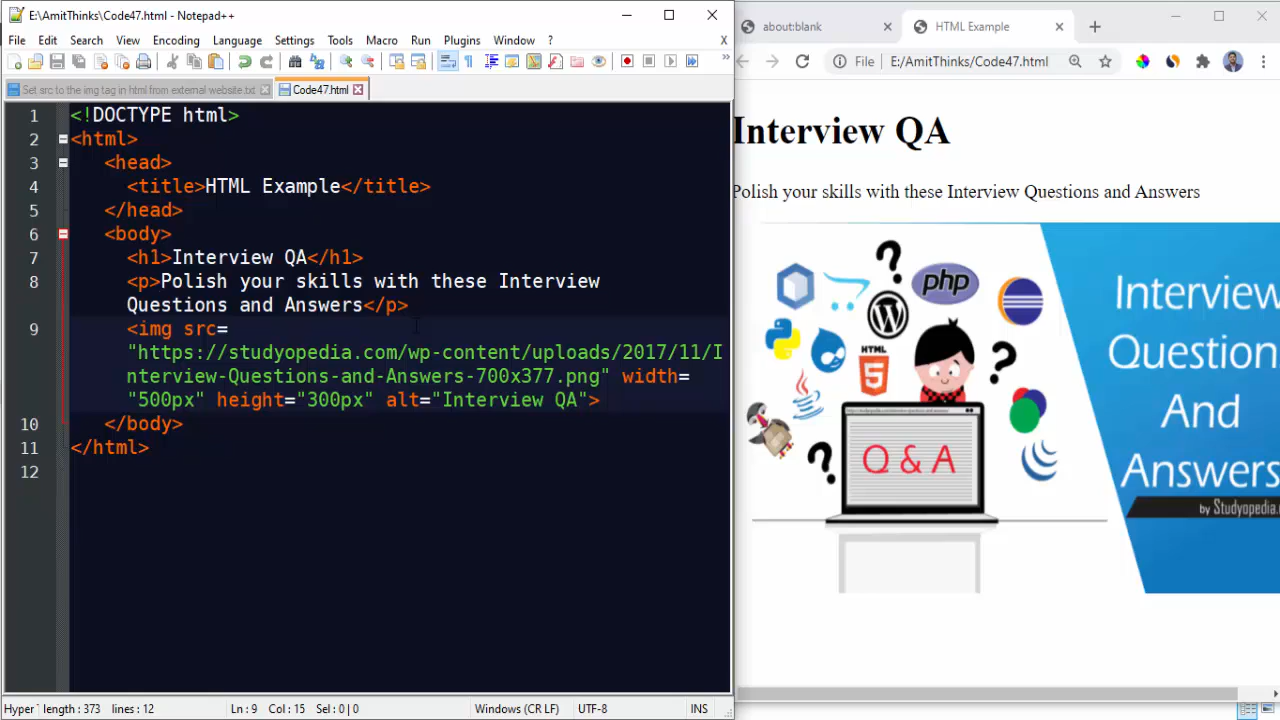 E:\AmitThinks\Code47.html - Notepad++
File Edit Search View Encoding Language Settings Tools Macro Run Plugins Window ? X
Set src to the img tag in html from external website.txt
Code47.html
1 <!DOCTYPE html>
2 <html>
3 <head>
4 <title>HTML Example</title>
5 </head>
6 <body>
7 <h1>Interview QA</h1>
8 <p>Polish your skills with these Interview
Questions and Answers</p>
9 <img src=
"https://studyopedia.com/wp-content/uploads/2017/11/I
nterview-Questions-and-Answers-700x377.png" width=
"500px" height="300px" alt="Interview QA">
10 </body>
11 </html>
12
Hyper length : 373 lines : 12 Ln : 9 Col : 15 Sel : 0 | 0 Windows (CR LF) UTF-8 INS
about:blank
HTML Example
File E:/AmitThinks/Code47.html
Interview QA
Polish your skills with these Interview Questions and Answers
php
HTML
5
Q & A
Interview
Question
And
Answers
by Studyopedia.